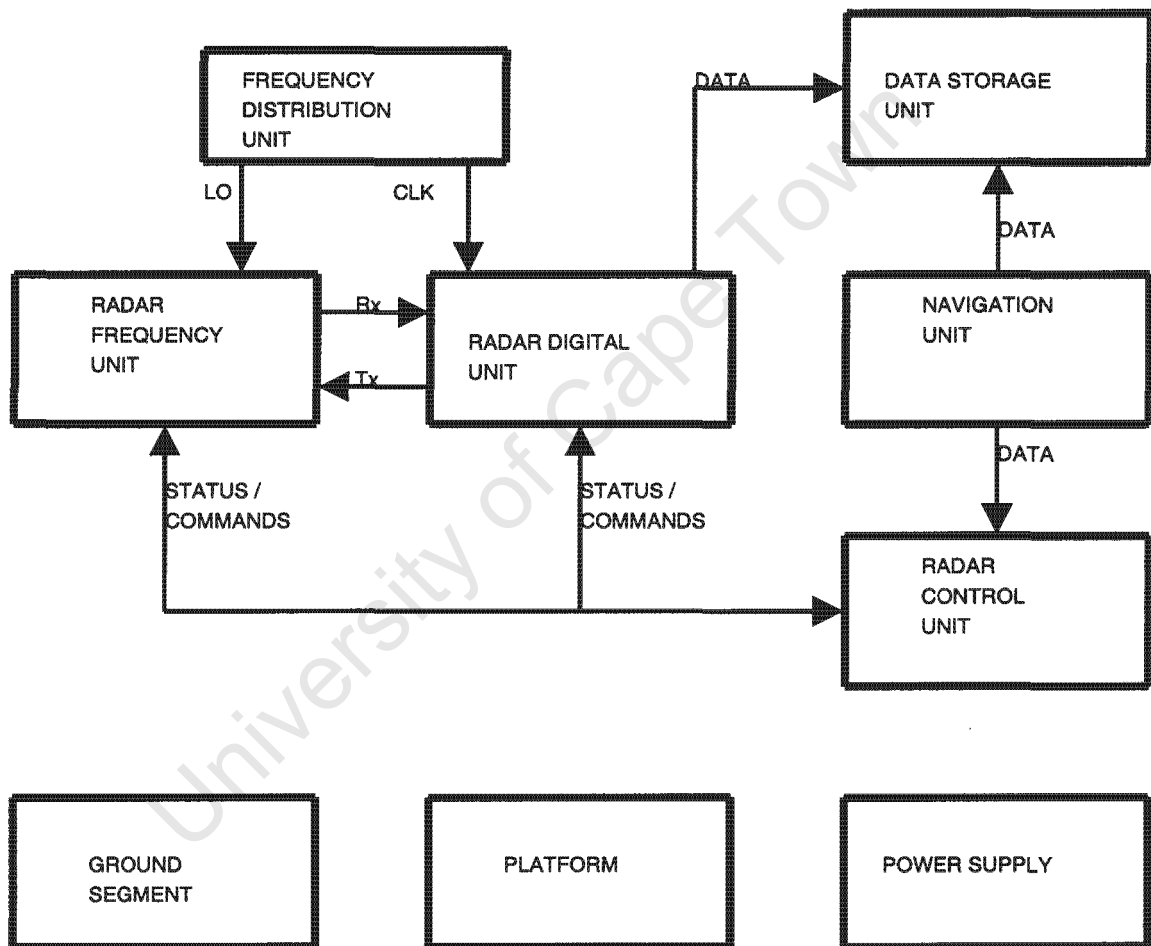 FREQUENCY
DISTRIBUTION
UNIT
DATA
DATA STORAGE
UNIT
LO
CLK
DATA
RADAR
FREQUENCY
UNIT
Rx
Tx
RADAR DIGITAL
UNIT
NAVIGATION
UNIT
DATA
STATUS /
COMMANDS
STATUS /
COMMANDS
RADAR
CONTROL
UNIT
GROUND
SEGMENT
PLATFORM
POWER SUPPLY
University of Cape Town